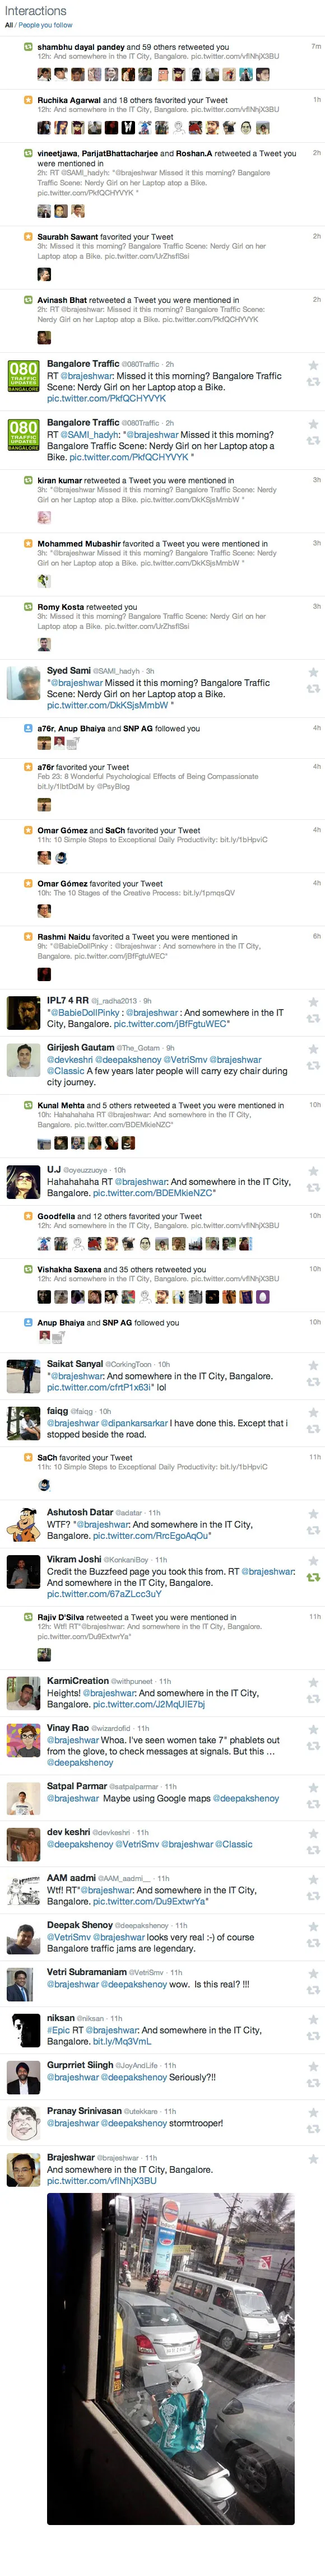 Interactions
All / People you follow
shambhu dayal pandey and 59 others retweeted you 7m
12h: And somewhere in the IT City, Bangalore. pic.twitter.com/vfINhjX3BU
Ruchika Agarwal and 18 others favorited your Tweet 1h
12h: And somewhere in the IT City, Bangalore. pic.twitter.com/vfINhjX3BU
vineetjawa, ParijatBhattacharjee and Roshan.A retweeted a Tweet you 2h
were mentioned in
2h: RT @SAMI_hadyh: "@brajeshwar Missed it this morning? Bangalore
Traffic Scene: Nerdy Girl on her Laptop atop a Bike.
pic.twitter.com/PkfQCHYVYK "
Saurabh Sawant favorited your Tweet 2h
3h: Missed it this morning? Bangalore Traffic Scene: Nerdy Girl on her
Laptop atop a Bike. pic.twitter.com/UrZhsflSsi
Avinash Bhat retweeted a Tweet you were mentioned in 2h
2h: RT @brajeshwar: Missed it this morning? Bangalore Traffic Scene:
Nerdy Girl on her Laptop atop a Bike. pic.twitter.com/PkfQCHYVYK
080
TRAFFIC
UPDATES
BANGALORE
Bangalore Traffic @080Traffic · 2h
RT @brajeshwar: Missed it this morning? Bangalore Traffic
Scene: Nerdy Girl on her Laptop atop a Bike.
pic.twitter.com/PkfQCHYVYK
080
TRAFFIC
UPDATES
BANGALORE
Bangalore Traffic @080Traffic · 2h
RT @SAMI_hadyh: "@brajeshwar Missed it this morning?
Bangalore Traffic Scene: Nerdy Girl on her Laptop atop a
Bike. pic.twitter.com/PkfQCHYVYK "
kiran kumar retweeted a Tweet you were mentioned in 3h
3h: "@brajeshwar Missed it this morning? Bangalore Traffic Scene: Nerdy
Girl on her Laptop atop a Bike. pic.twitter.com/DkKSjsMmbW "
Mohammed Mubashir favorited a Tweet you were mentioned in 3h
3h: "@brajeshwar Missed it this morning? Bangalore Traffic Scene: Nerdy
Girl on her Laptop atop a Bike. pic.twitter.com/DkKSjsMmbW "
Romy Kosta retweeted you 3h
3h: Missed it this morning? Bangalore Traffic Scene: Nerdy Girl on her
Laptop atop a Bike. pic.twitter.com/UrZhsflSsi
Syed Sami @SAMI_hadyh · 3h
"@brajeshwar Missed it this morning? Bangalore Traffic
Scene: Nerdy Girl on her Laptop atop a Bike.
pic.twitter.com/DkKSjsMmbW "
a76r, Anup Bhaiya and SNP AG followed you 4h
a76r favorited your Tweet 4h
Feb 23: 8 Wonderful Psychological Effects of Being Compassionate
bit.ly/1lbtDdM by @PsyBlog
Omar Gómez and SaCh favorited your Tweet 4h
11h: 10 Simple Steps to Exceptional Daily Productivity: bit.ly/1bHpviC
Omar Gómez favorited your Tweet 4h
10h: The 10 Stages of the Creative Process: bit.ly/1pmqsQV
Rashmi Naidu favorited a Tweet you were mentioned in 6h
9h: "@BabieDollPinky : @brajeshwar : And somewhere in the IT City,
Bangalore. pic.twitter.com/jBfFgtuWEC"
IPL7 4 RR @j_radha2013 · 9h
"@BabieDollPinky : @brajeshwar : And somewhere in the IT
City, Bangalore. pic.twitter.com/jBfFgtuWEC"
Girijesh Gautam @The_Gotam · 9h
@devkeshri @deepakshenoy @VetriSmv @brajeshwar
@Classic A few years later people will carry ezy chair during
city journey.
Kunal Mehta and 5 others retweeted a Tweet you were mentioned in 10h
10h: Hahahahaha RT @brajeshwar: And somewhere in the IT City,
Bangalore. pic.twitter.com/BDEMkieNZC"
U.J @oyeuzzuoye · 10h
Hahahahaha RT @brajeshwar: And somewhere in the IT City,
Bangalore. pic.twitter.com/BDEMkieNZC"
Goodfella and 12 others favorited your Tweet 10h
12h: And somewhere in the IT City, Bangalore. pic.twitter.com/vfINhjX3BU
Vishakha Saxena and 35 others retweeted you 10h
12h: And somewhere in the IT City, Bangalore. pic.twitter.com/vfINhjX3BU
Anup Bhaiya and SNP AG followed you 10h
Saikat Sanyal @CorkingToon · 10h
"@brajeshwar: And somewhere in the IT City, Bangalore.
pic.twitter.com/cfrtP1x63i" lol
faiqg @faiqg · 10h
@brajeshwar @dipankarsarkar I have done this. Except that i
stopped beside the road.
SaCh favorited your Tweet 11h
11h: 10 Simple Steps to Exceptional Daily Productivity: bit.ly/1bHpviC
Ashutosh Datar @adatar · 11h
WTF? "@brajeshwar: And somewhere in the IT City,
Bangalore. pic.twitter.com/RrcEgoAqOu"
Vikram Joshi @KonkaniBoy · 11h
Credit the Buzzfeed page you took this from. RT @brajeshwar:
And somewhere in the IT City, Bangalore.
pic.twitter.com/67aZLcc3uY
Rajiv D'Silva retweeted a Tweet you were mentioned in 11h
12h: Wtf! RT"@brajeshwar: And somewhere in the IT City, Bangalore.
pic.twitter.com/Du9ExtwrYa"
KarmiCreation @withpuneet · 11h
Heights! @brajeshwar: And somewhere in the IT City,
Bangalore. pic.twitter.com/J2MqUlE7bj
Vinay Rao @wizardofid · 11h
@brajeshwar Whoa. I've seen women take 7" phablets out
from the glove, to check messages at signals. But this …
@deepakshenoy
Satpal Parmar @satpalparmar · 11h
@brajeshwar Maybe using Google maps @deepakshenoy
dev keshri @devkeshri · 11h
@deepakshenoy @VetriSmv @brajeshwar @Classic
AAM aadmi @AAM_aadmi__ · 11h
Wtf! RT"@brajeshwar: And somewhere in the IT City,
Bangalore. pic.twitter.com/Du9ExtwrYa"
Deepak Shenoy @deepakshenoy · 11h
@VetriSmv @brajeshwar looks very real :-) of course
Bangalore traffic jams are legendary.
Vetri Subramaniam @VetriSmv · 11h
@brajeshwar @deepakshenoy wow. Is this real? !!!
niksan @niksan · 11h
#Epic RT @brajeshwar: And somewhere in the IT City,
Bangalore. bit.ly/Mq3VmL
Gurprriet Siingh @JoyAndLife · 11h
@brajeshwar @deepakshenoy Seriously?!!
Pranay Srinivasan @utekkare · 11h
@brajeshwar @deepakshenoy stormtrooper!
Brajeshwar @brajeshwar · 11h
And somewhere in the IT City, Bangalore.
pic.twitter.com/vfINhjX3BU